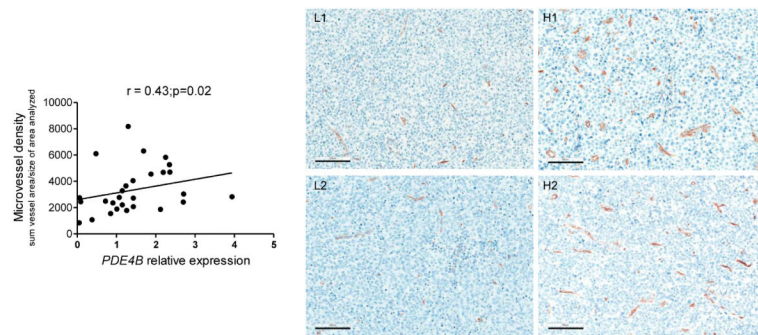 r = 0.43;p=0.02
Microvessel density
sum vessel area/size of area analyzed
10000
8000
6000
4000
2000
0
0 1 2 3 4 5
PDE4B relative expression
L1
H1
L2
H2